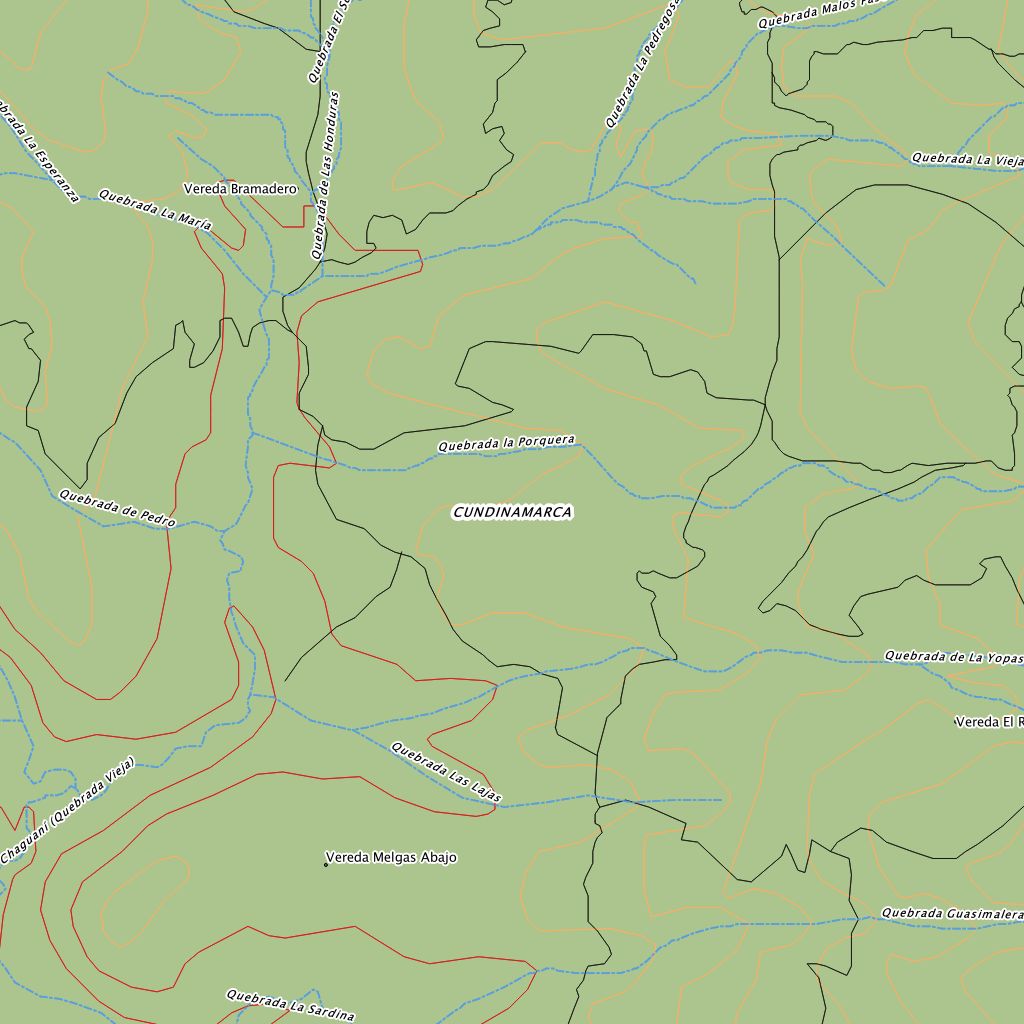 Quebrada Malos
Quebrada El
Quebrada La Pedregosa
Quebrada de Las Honduras
Quebrada La Esperanza
Quebrada La Vieja
Vereda Bramadero
Quebrada La María
Quebrada la Porquera
Quebrada de Pedro
CUNDINAMARCA
Quebrada de La Yopas
Vereda El
Quebrada Las Lajas
Chaguaní (Quebrada Vieja)
Vereda Melgas Abajo
Quebrada Guasimalera
Quebrada La Sardina